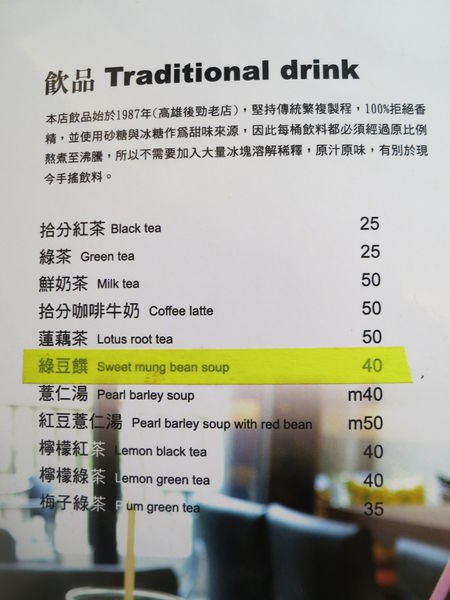 飲品 Traditional drink
本店飲品始於1987年(高雄後勁老店)，堅持傳統繁複製程，100%拒絕香
精，並使用砂糖與冰糖作為甜味來源，因此每桶飲料都必須經過原比例
熬煮至沸騰，所以不需要加入大量冰塊溶解稀釋，原汁原味，有別於現
今手搖飲料。
拾分紅茶 Black tea 25
綠茶 Green tea 25
鮮奶茶 Milk tea 50
拾分咖啡牛奶 Coffee latte 50
蓮藕茶 Lotus root tea 50
綠豆饌 Sweet mung bean soup 40
薏仁湯 Pearl barley soup m40
紅豆薏仁湯 Pearl barley soup with red bean m50
檸檬紅茶 Lemon black tea 40
檸檬綠茶 Lemon green tea 40
梅子綠茶 Plum green tea 35